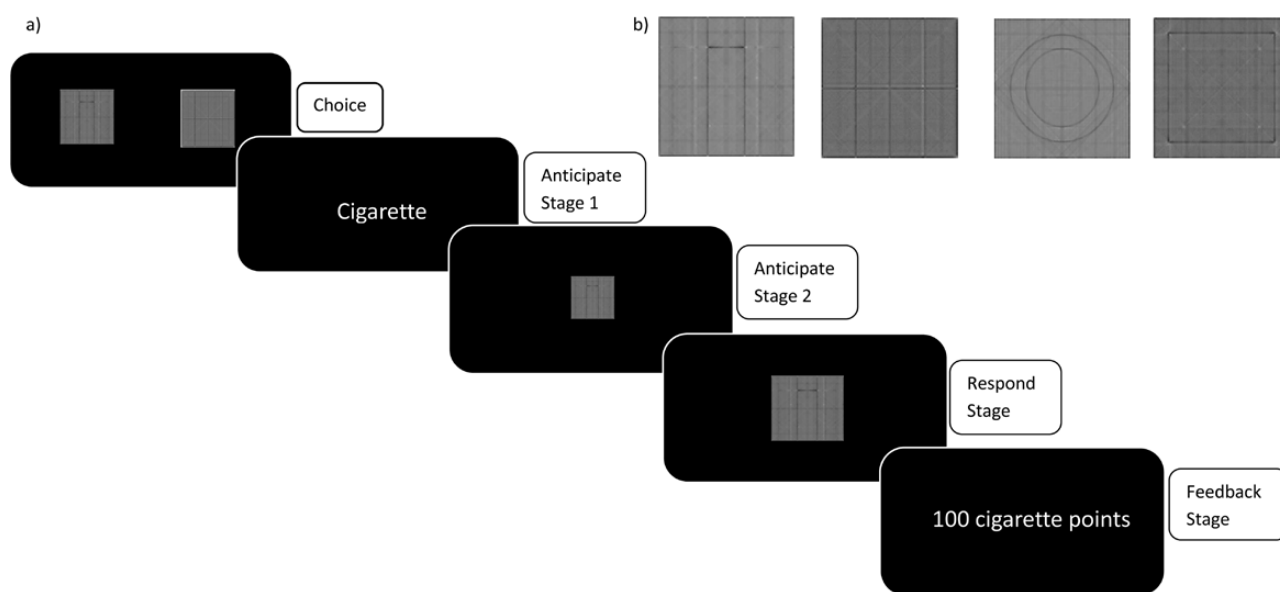 a)
b)
Choice
Cigarette
Anticipate
Stage 1
Anticipate
Stage 2
Respond
Stage
100 cigarette points
Feedback
Stage